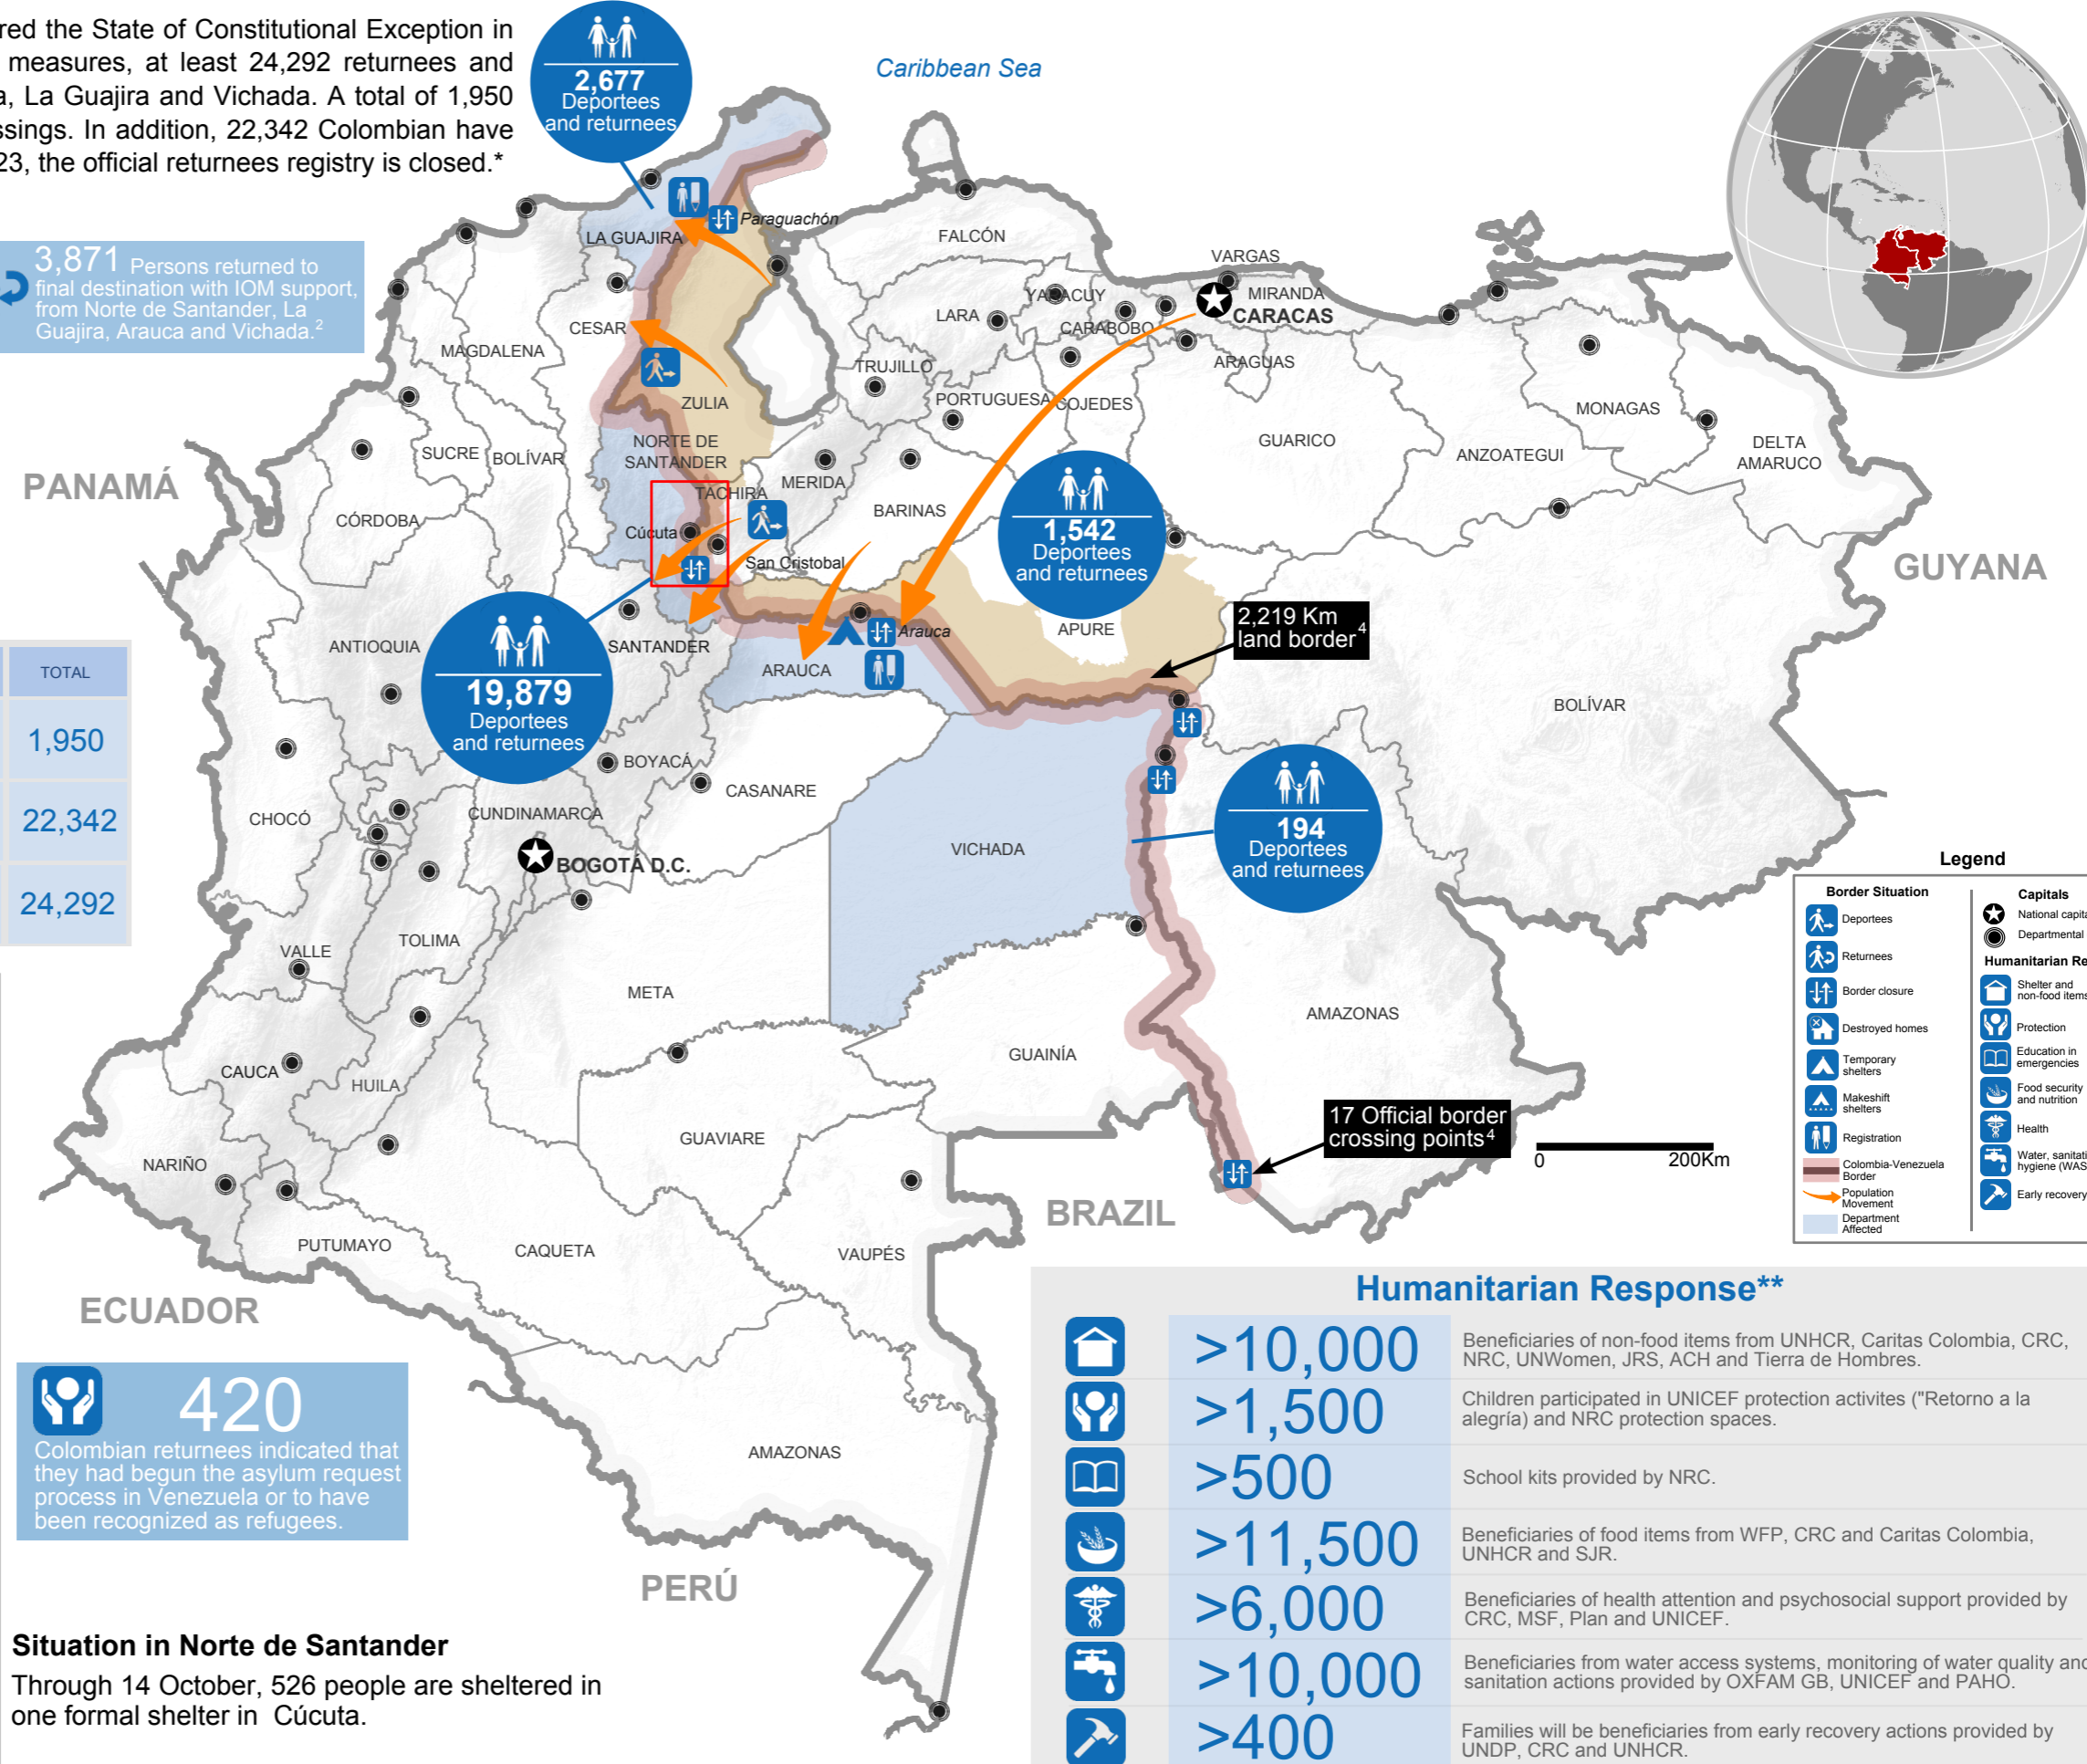 red the State of Constitutional Exception in
measures, at least 24,292 returnees and
a, La Guajira and Vichada. A total of 1,950
ssings. In addition, 22,342 Colombian have
23, the official returnees registry is closed.*
2,677
Deportees
and returnees
Caribbean Sea
3,871 Persons returned to
final destination with IOM support,
from Norte de Santander, La
Guajira, Arauca and Vichada.2
Paraguachón
LA GUAJIRA
FALCÓN
VARGAS
YARACUY
MIRANDA
CARACAS
LARA
CARABOBO
CESAR
MAGDALENA
TRUJILLO
ARAGUAS
ZULIA
PORTUGUESA
COJEDES
MONAGAS
NORTE DE
SANTANDER
SUCRE
BOLÍVAR
GUARICO
ANZOATEGUI
DELTA
AMARUCO
PANAMÁ
TACHIRA
MERIDA
BARINAS
CÓRDOBA
Cúcuta
San Cristobal
1,542
Deportees
and returnees
GUYANA
2,219 Km
land border4
APURE
Arauca
ANTIOQUIA
SANTANDER
ARAUCA
19,879
Deportees
and returnees
TOTAL
1,950
22,342
24,292
BOLÍVAR
BOYACÁ
CASANARE
CHOCÓ
CUNDINAMARCA
VICHADA
194
Deportees
and returnees
BOGOTÁ D.C.
VALLE
TOLIMA
META
AMAZONAS
GUAINÍA
CAUCA
HUILA
GUAVIARE
17 Official border
crossing points4
0
200Km
NARIÑO
BRAZIL
PUTUMAYO
CAQUETA
VAUPÉS
ECUADOR
AMAZONAS
PERÚ
Legend
Border Situation
Deportees
Returnees
Border closure
Destroyed homes
Temporary
shelters
Makeshift
shelters
Registration
Colombia-Venezuela
Border
Population
Movement
Department
Affected
Capitals
National capita
Departmental
Humanitarian Re
Shelter and
non-food items
Protection
Education in
emergencies
Food security
and nutrition
Health
Water, sanitati
hygiene (WAS
Early recovery
420
Colombian returnees indicated that
they had begun the asylum request
process in Venezuela or to have
been recognized as refugees.
Situation in Norte de Santander
Through 14 October, 526 people are sheltered in
one formal shelter in Cúcuta.
Humanitarian Response**
>10,000
Beneficiaries of non-food items from UNHCR, Caritas Colombia, CRC,
NRC, UNWomen, JRS, ACH and Tierra de Hombres.
>1,500
Children participated in UNICEF protection activites ("Retorno a la
alegría) and NRC protection spaces.
>500
School kits provided by NRC.
>11,500
Beneficiaries of food items from WFP, CRC and Caritas Colombia,
UNHCR and SJR.
>6,000
Beneficiaries of health attention and psychosocial support provided by
CRC, MSF, Plan and UNICEF.
>10,000
Beneficiaries from water access systems, monitoring of water quality and
sanitation actions provided by OXFAM GB, UNICEF and PAHO.
>400
Families will be beneficiaries from early recovery actions provided by
UNDP, CRC and UNHCR.